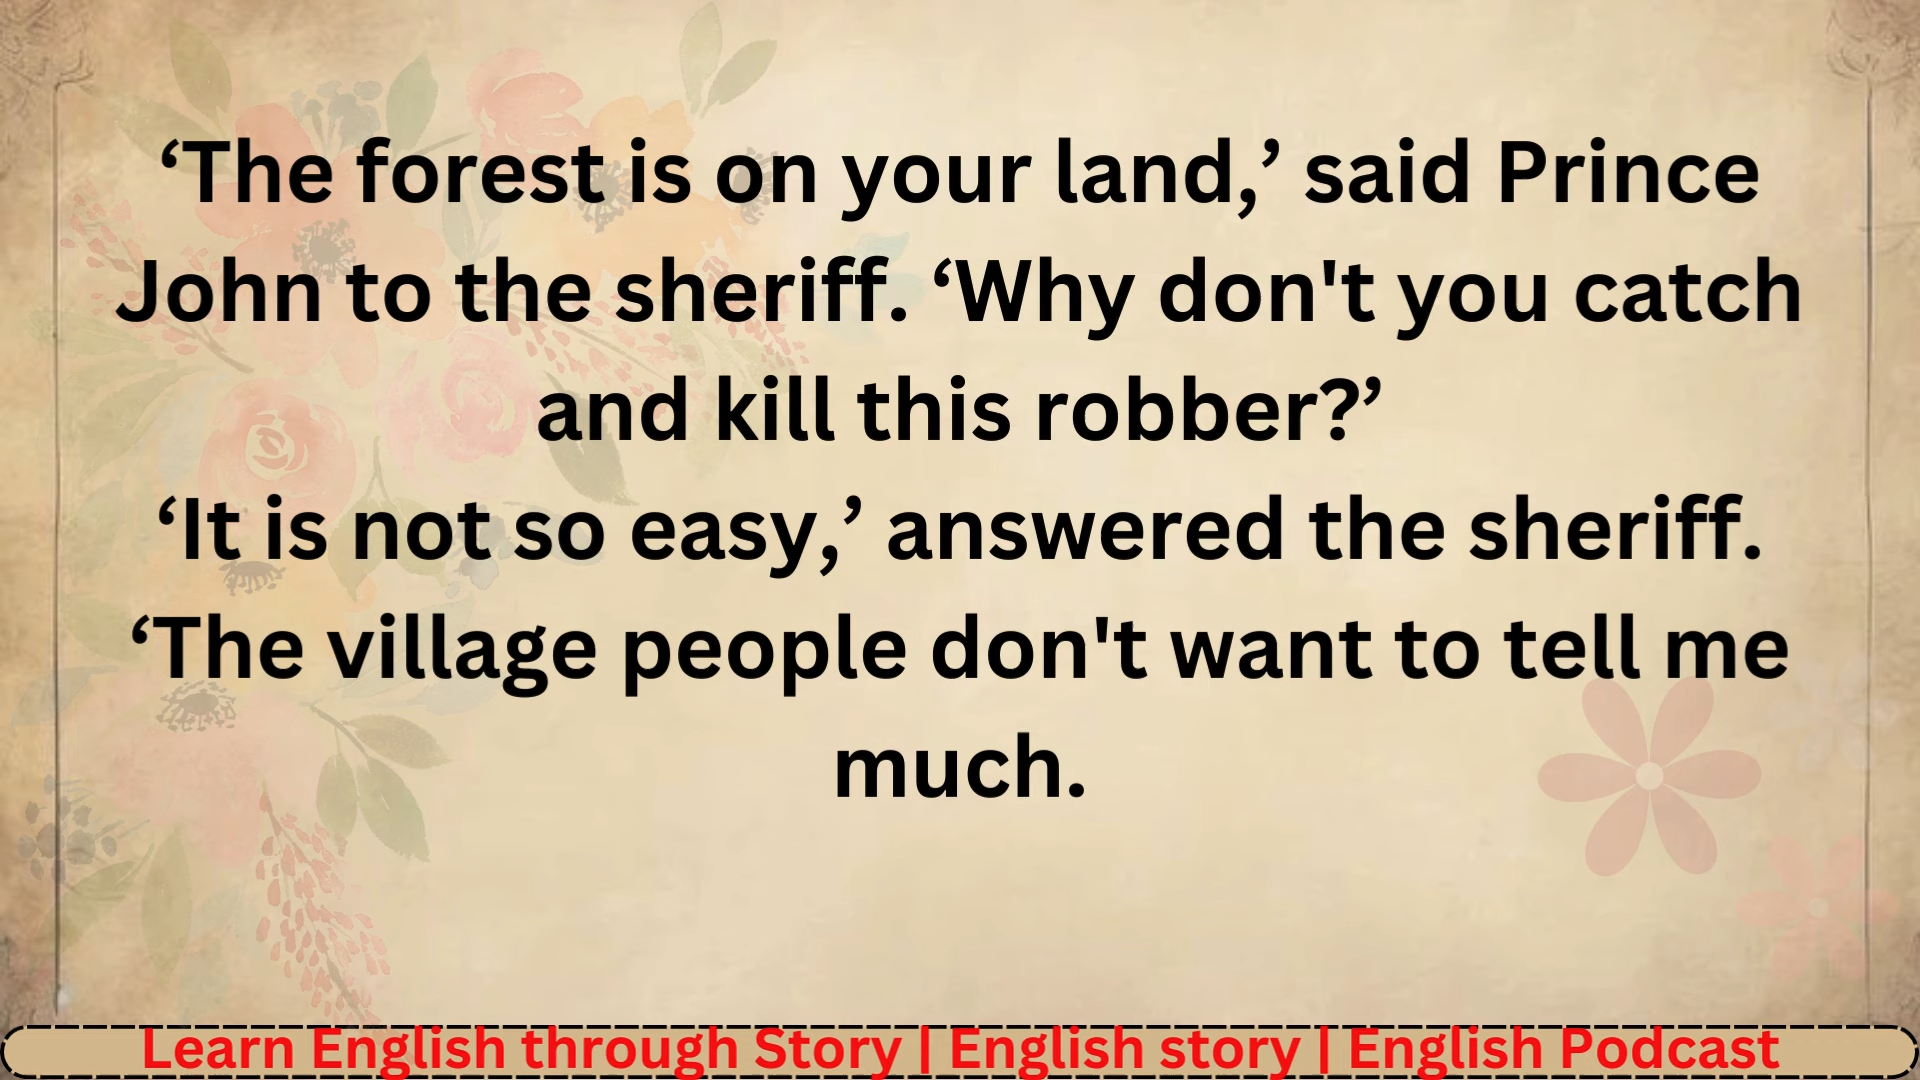 ‘The forest is on your land,’ said Prince
John to the sheriff. ‘Why don't you catch
and kill this robber?’
‘It is not so easy,’ answered the sheriff.
‘The village people don't want to tell me
much.
Learn English through Story | English story | English Podcast